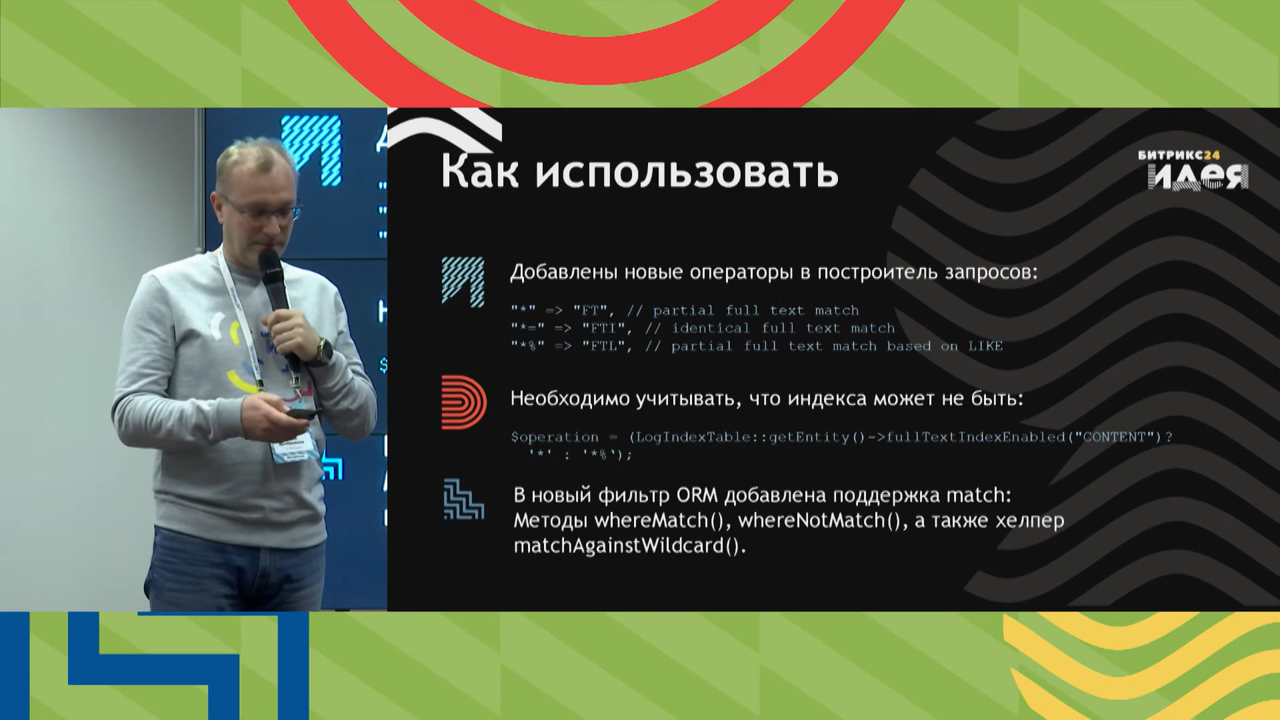 Как использовать
БИТРИКС24
идея
Добавлены новые операторы в построитель запросов:
"*" => "FT", // partial full text match
"*=" => "FTI", // identical full text match
"*%" => "FTL", // partial full text match based on LIKE
Необходимо учитывать, что индекса может не быть:
$operation = (LogIndexTable::getEntity()->fullTextIndexEnabled("CONTENT")?
'*' : '*%');
В новый фильтр ORM добавлена поддержка match:
Методы whereMatch(), whereNotMatch(), а также хелпер
matchAgainstWildcard().